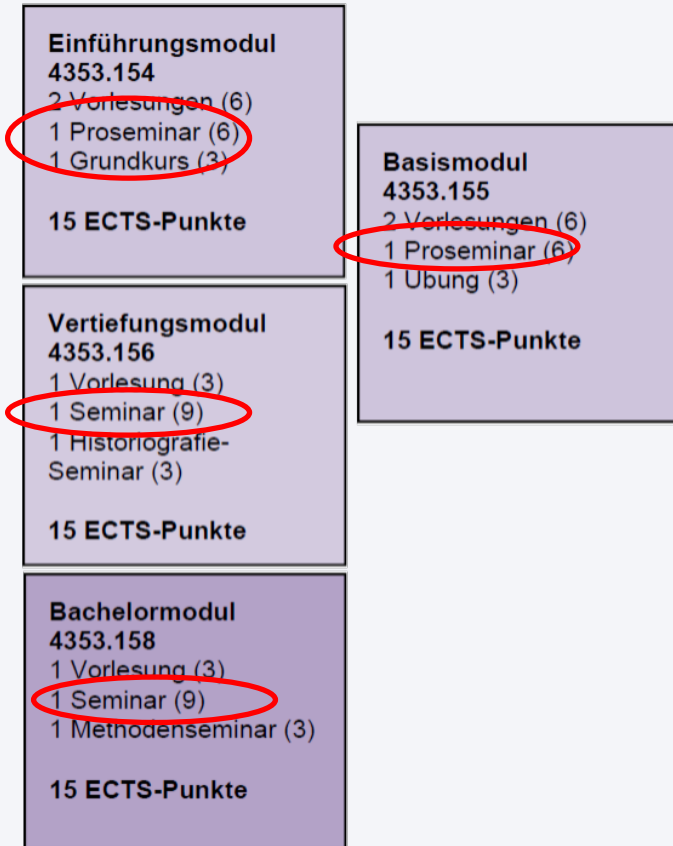 Einführungsmodul
4353.154
2 Vorlesungen (6)
1 Proseminar (6)
1 Grundkurs (3)
15 ECTS-Punkte
Basismodul
4353.155
2 Vorlesungen (6)
1 Proseminar (6)
1 Übung (3)
15 ECTS-Punkte
Vertiefungsmodul
4353.156
1 Vorlesung (3)
1 Seminar (9)
1 Historiografie-
Seminar (3)
15 ECTS-Punkte
Bachelormodul
4353.158
1 Vorlesung (3)
1 Seminar (9)
1 Methodenseminar (3)
15 ECTS-Punkte